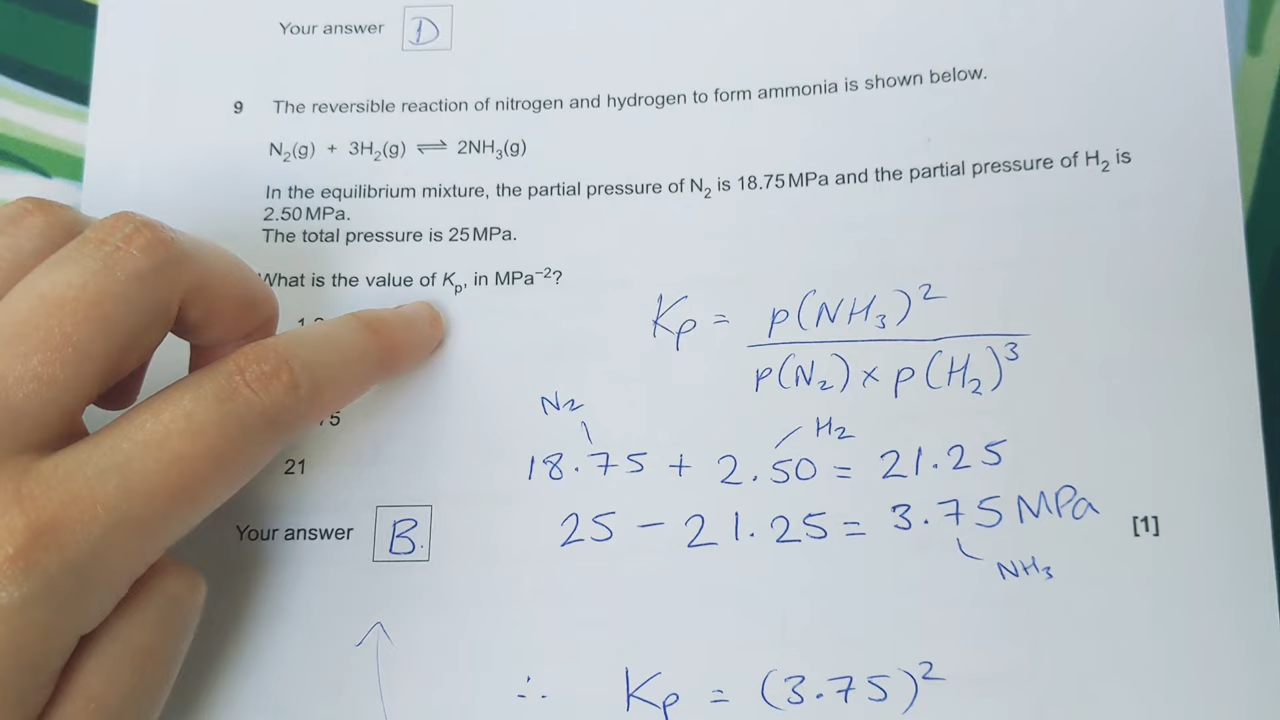 Your answer D
9 The reversible reaction of nitrogen and hydrogen to form ammonia is shown below.
N₂(g) + 3H₂(g) ⇌ 2NH₃(g)
In the equilibrium mixture, the partial pressure of N₂ is 18.75 MPa and the partial pressure of H₂ is
2.50 MPa.
The total pressure is 25 MPa.
What is the value of Kₚ, in MPa⁻²?
Kp = p(NH₃)²
p(N₂) × p(H₂)³
N₂
H₂
18.75 + 2.50 = 21.25
21
25 − 21.25 = 3.75 MPa
[1]
Your answer B.
NH₃
∴ Kp = (3.75)²